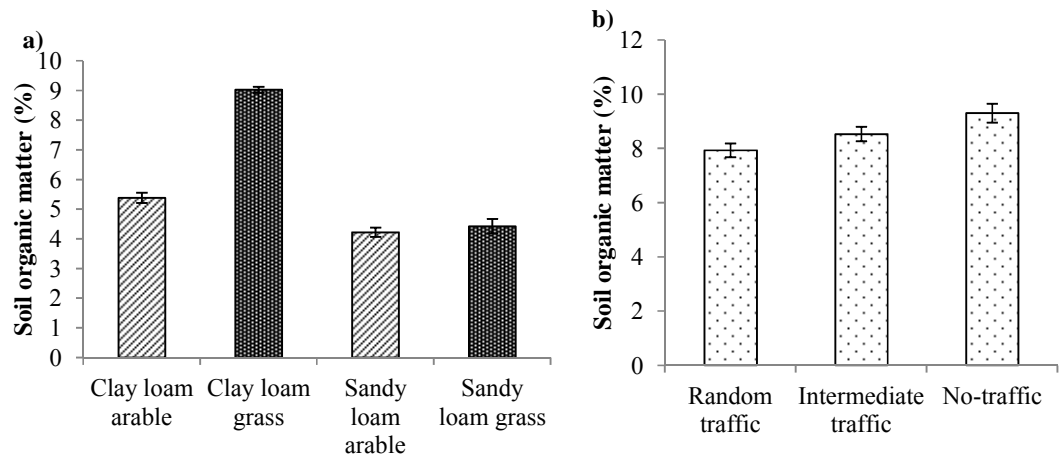 a)
Soil organic matter (%)
10
9
8
7
6
5
4
3
2
1
0
Clay loam
arable
Clay loam
grass
Sandy
loam
arable
Sandy
loam grass
b)
Soil organic matter (%)
12
10
8
6
4
2
0
Random
traffic
Intermediate
traffic
No-traffic